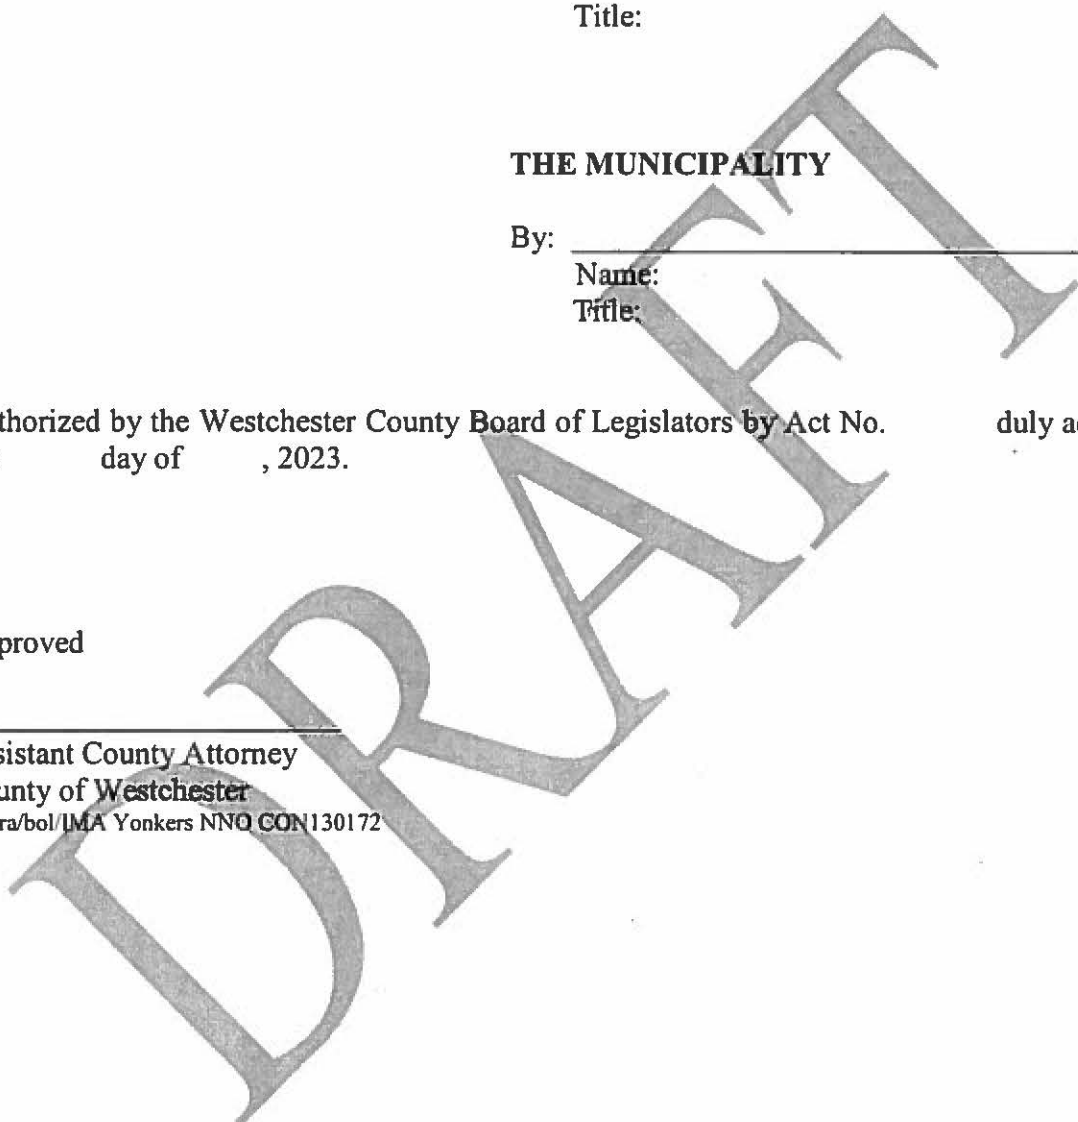 Title:
THE MUNICIPALITY
By:
Name:
Title:
thorized by the Westchester County Board of Legislators by Act No. duly a
day of , 2023.
proved
sistant County Attorney
unty of Westchester
ra/bol/IMA Yonkers NNO CON130172
DRAFT